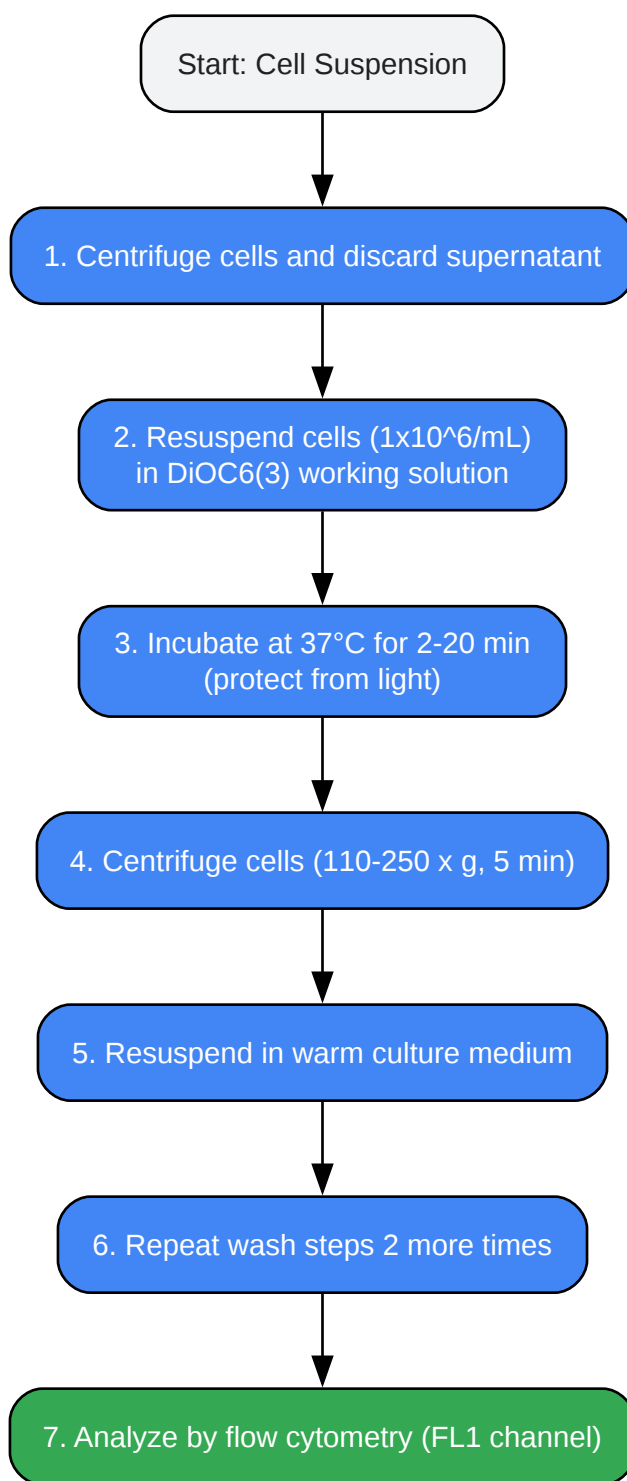 Start: Cell Suspension
1. Centrifuge cells and discard supernatant
2. Resuspend cells (1x10^6/mL)
in DiOC6(3) working solution
3. Incubate at 37°C for 2-20 min
(protect from light)
4. Centrifuge cells (110-250 x g, 5 min)
5. Resuspend in warm culture medium
6. Repeat wash steps 2 more times
7. Analyze by flow cytometry (FL1 channel)